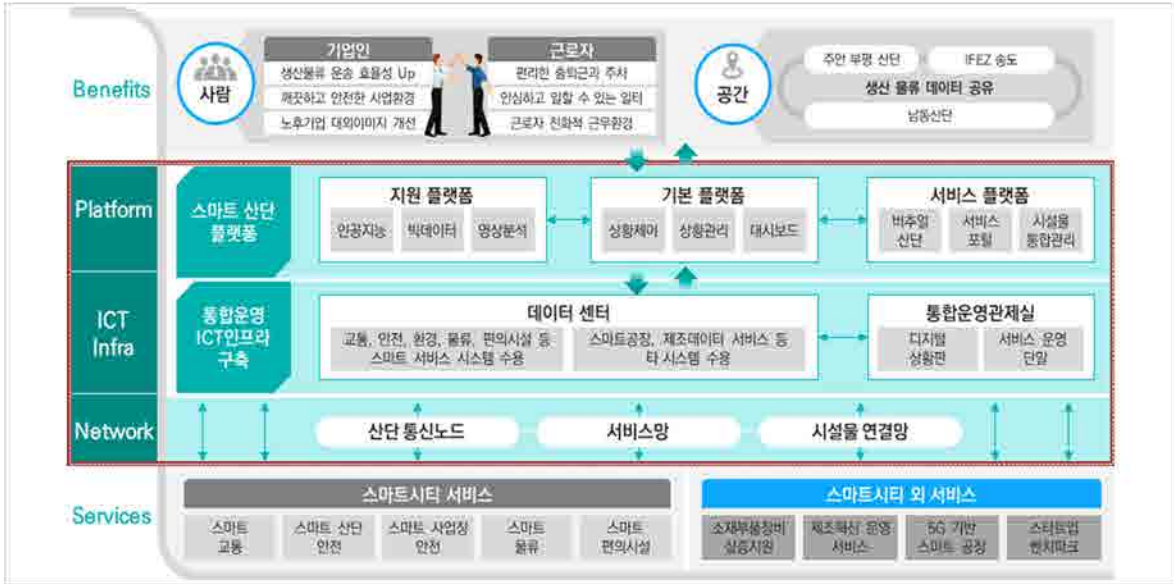 Benefits
사람
기업인
생산물류 운송 효율성 Up
깨끗하고 안전한 사업환경
노후기업 대외이미지 개선
근로자
편리한 출퇴근과 주차
안심하고 일할 수 있는 일터
근로자 친화적 근무환경
공간
주안 부평 산단
IFEZ 송도
생산 물류 데이터 공유
남동산단
Platform
스마트 산단
플랫폼
지원 플랫폼
인공지능
빅데이터
영상분석
기본 플랫폼
상황제어
상황관리
대시보드
서비스 플랫폼
버추얼
산단
서비스
포털
시설물
통합관리
ICT
Infra
통합운영
ICT인프라
구축
데이터 센터
교통, 안전, 환경, 물류, 편의시설 등
스마트 서비스 시스템 수용
스마트공장, 제조데이터 서비스 등
타 시스템 수용
통합운영관제실
디지털
상황판
서비스 운영
단말
Network
산단 통신노드
서비스망
시설물 연결망
Services
스마트시티 서비스
스마트
교통
스마트 산단
안전
스마트 사업장
안전
스마트
물류
스마트
편의시설
스마트시티 외 서비스
소재부품장비
실증지원
제조혁신 운영
서비스
5G 기반
스마트 공장
스타트업
벤치파크